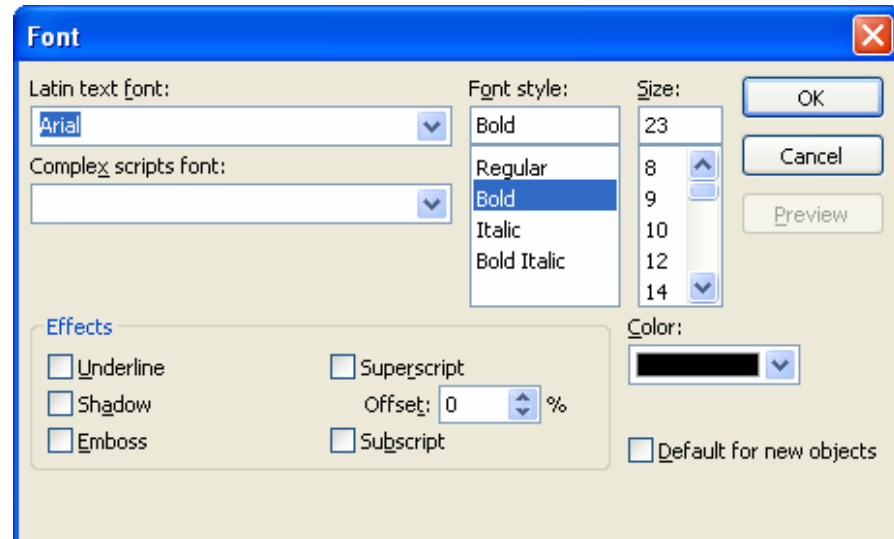 Font
Latin text font:
Arial
Complex scripts font:
Font style:
Bold
Regular
Bold
Italic
Bold Italic
Size:
23
8
9
10
12
14
OK
Cancel
Preview
Effects
Underline
Shadow
Emboss
Superscript
Offset: 0 %
Subscript
Color:
Default for new objects